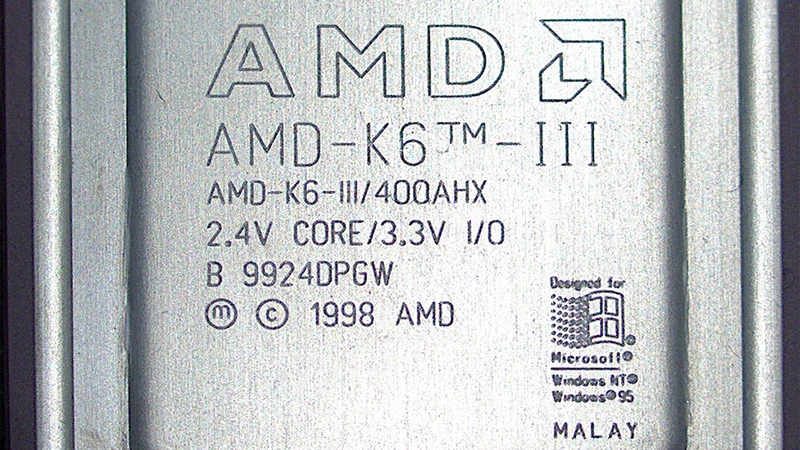 AMD
AMD-K6™-III
AMD-K6-III/400AHX
2.4V CORE/3.3V I/O
B 9924DPGW
ⓜ © 1998 AMD
Designed for
Microsoft®
Windows NT®
Windows®95
MALAY